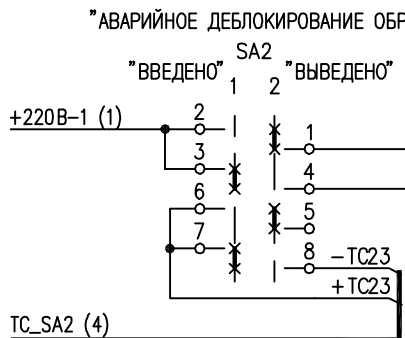 "АВАРИЙНОЕ ДЕБЛОКИРОВАНИЕ ОБР
SA2
"ВВЕДЕНО" "ВЫВЕДЕНО"
1 2
+220В-1 (1)
2
1
3
4
6
5
7
8
-ТС23
+ТС23
TC_SA2 (4)